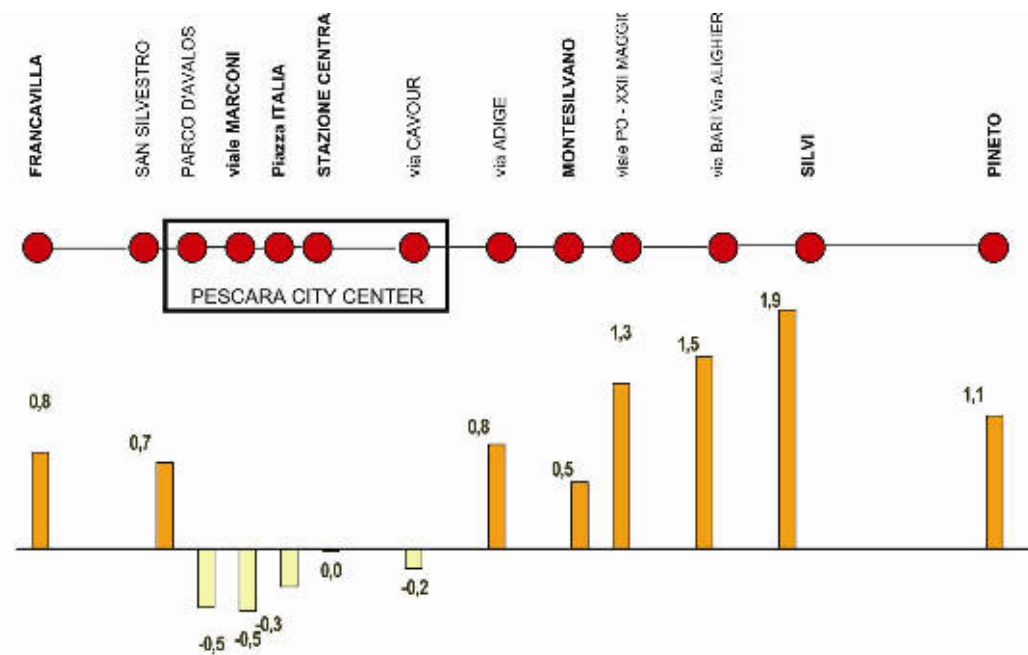 FRANCAVILLA
SAN SILVESTRO
PARCO D'AVALOS
viale MARCONI
Piazza ITALIA
STAZIONE CENTRA
via CAVOUR
via ADIGE
MONTESILVANO
viale PO - XXII MAGGIO
via BARI Via ALIGHIER
SILVI
PINETO
PESCARA CITY CENTER
0,8
0,7
-0,5
-0,5
-0,3
0,0
-0,2
0,8
0,5
1,3
1,5
1,9
1,1